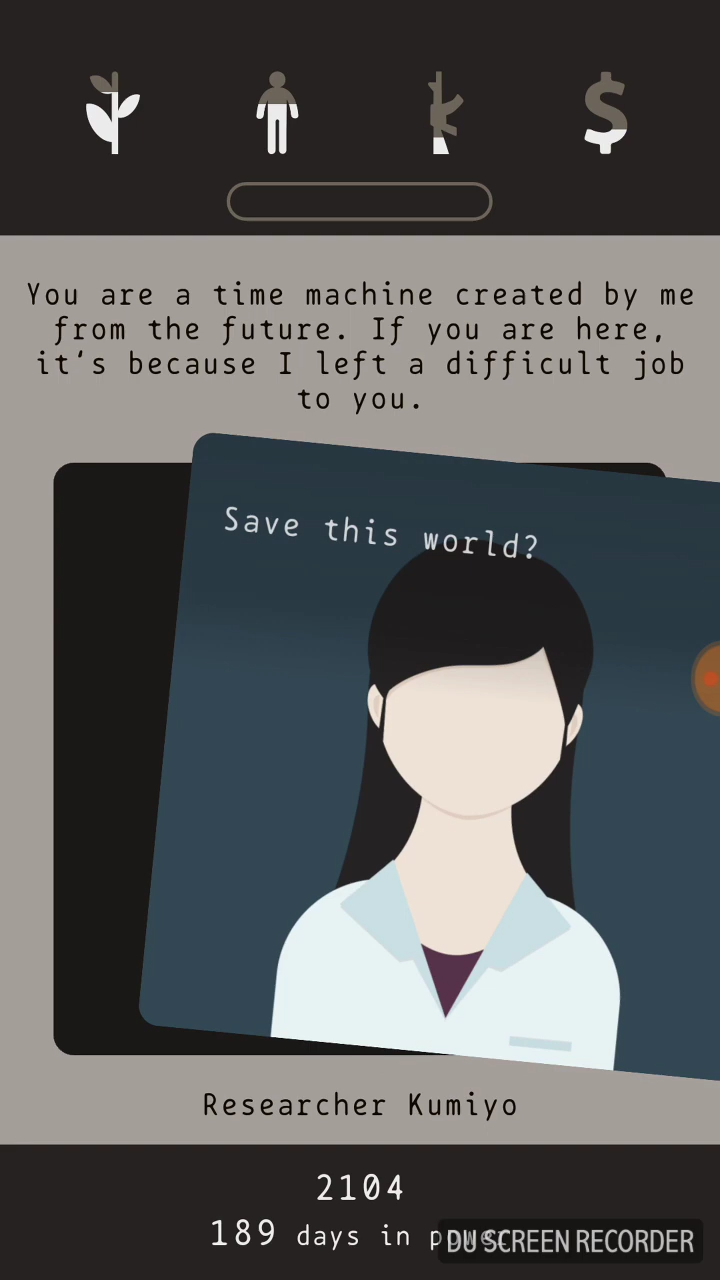 You are a time machine created by me
from the future. If you are here,
it‘s because I left a difficult job
to you.
Save this world?
Researcher Kumiyo
2104
189 days in power
DU SCREEN RECORDER